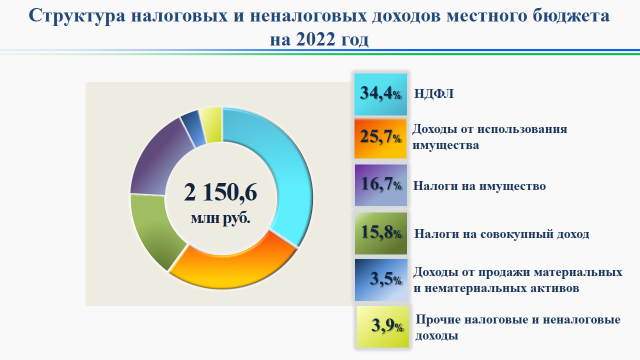 Структура налоговых и неналоговых доходов местного бюджета
на 2022 год
2 150,6
млн руб.
34,4%
НДФЛ
25,7%
Доходы от использования
имущества
16,7%
Налоги на имущество
15,8%
Налоги на совокупный доход
3,5%
Доходы от продажи материальных
и нематериальных активов
3,9%
Прочие налоговые и неналоговые
доходы